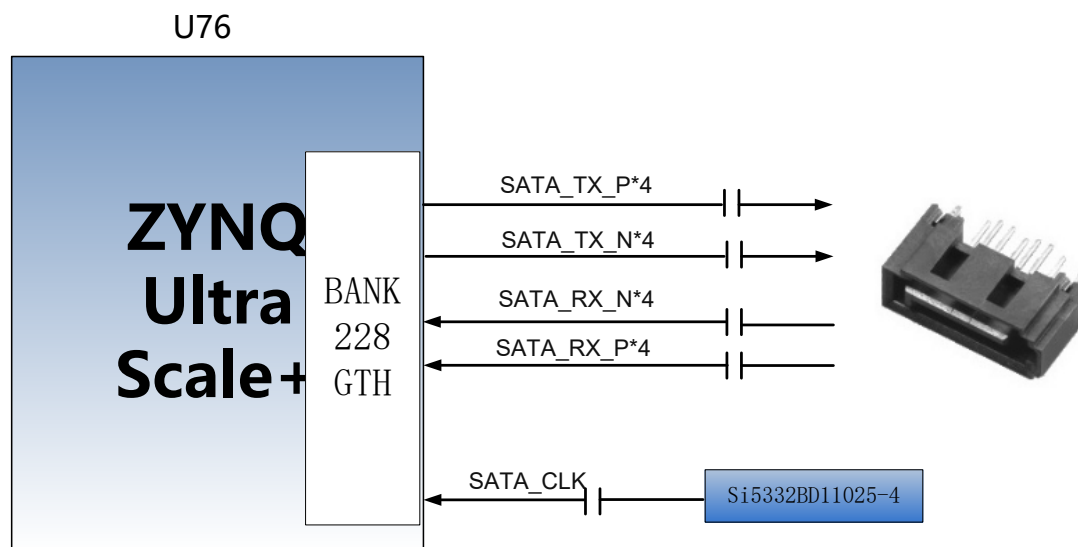 U76
ZYNQ
Ultra
Scale+
BANK
228
GTH
SATA_TX_P*4
SATA_TX_N*4
SATA_RX_N*4
SATA_RX_P*4
SATA_CLK
Si5332BD11025-4